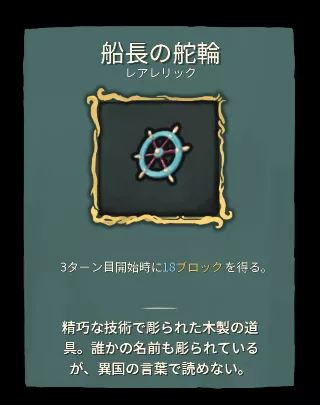 船長の舵輪
レアレリック
3ターン目開始時に18ブロックを得る。
精巧な技術で彫られた木製の道
具。誰かの名前も彫られている
が、異国の言葉で読めない。